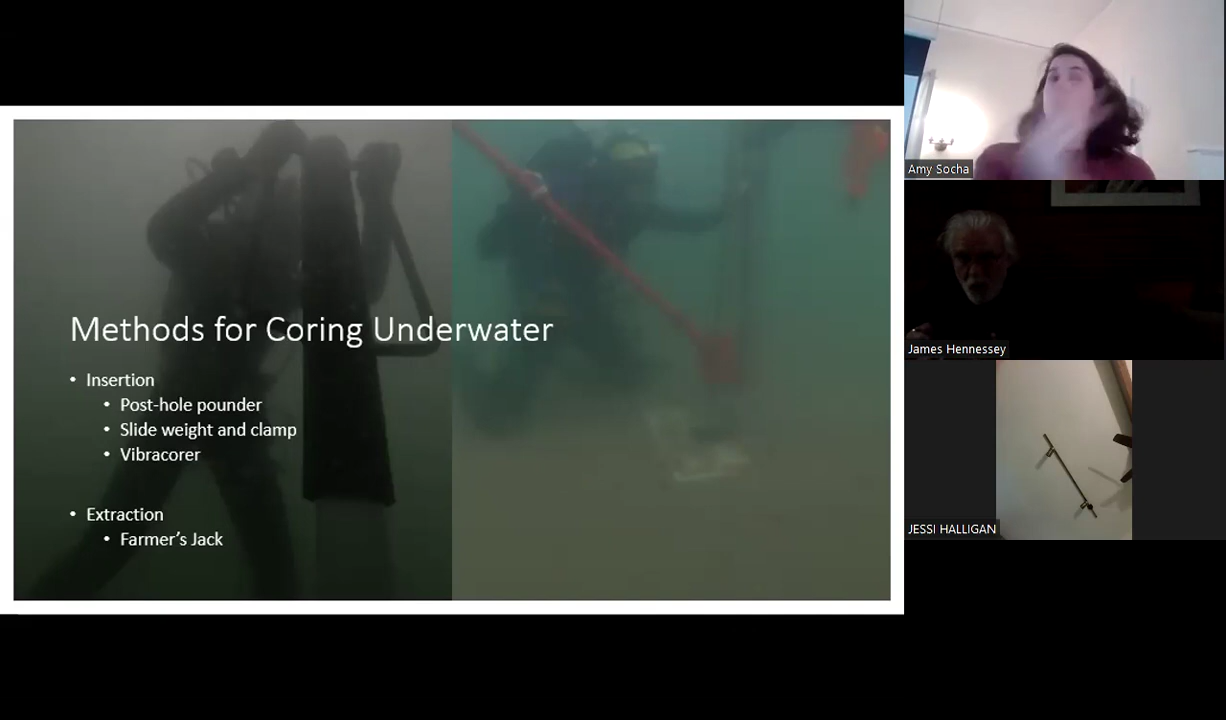 Methods for Coring Underwater
• Insertion
• Post-hole pounder
• Slide weight and clamp
• Vibracorer
• Extraction
• Farmer’s Jack
Amy Socha
James Hennessey
JESSI HALLIGAN